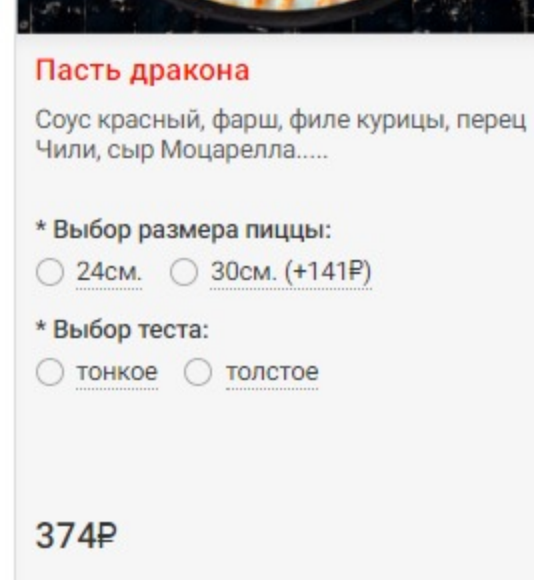 Пасть дракона
Соус красный, фарш, филе курицы, перец
Чили, сыр Моцарелла.....
* Выбор размера пиццы:
24см. 30см. (+141₽)
* Выбор теста:
тонкое толстое
374₽